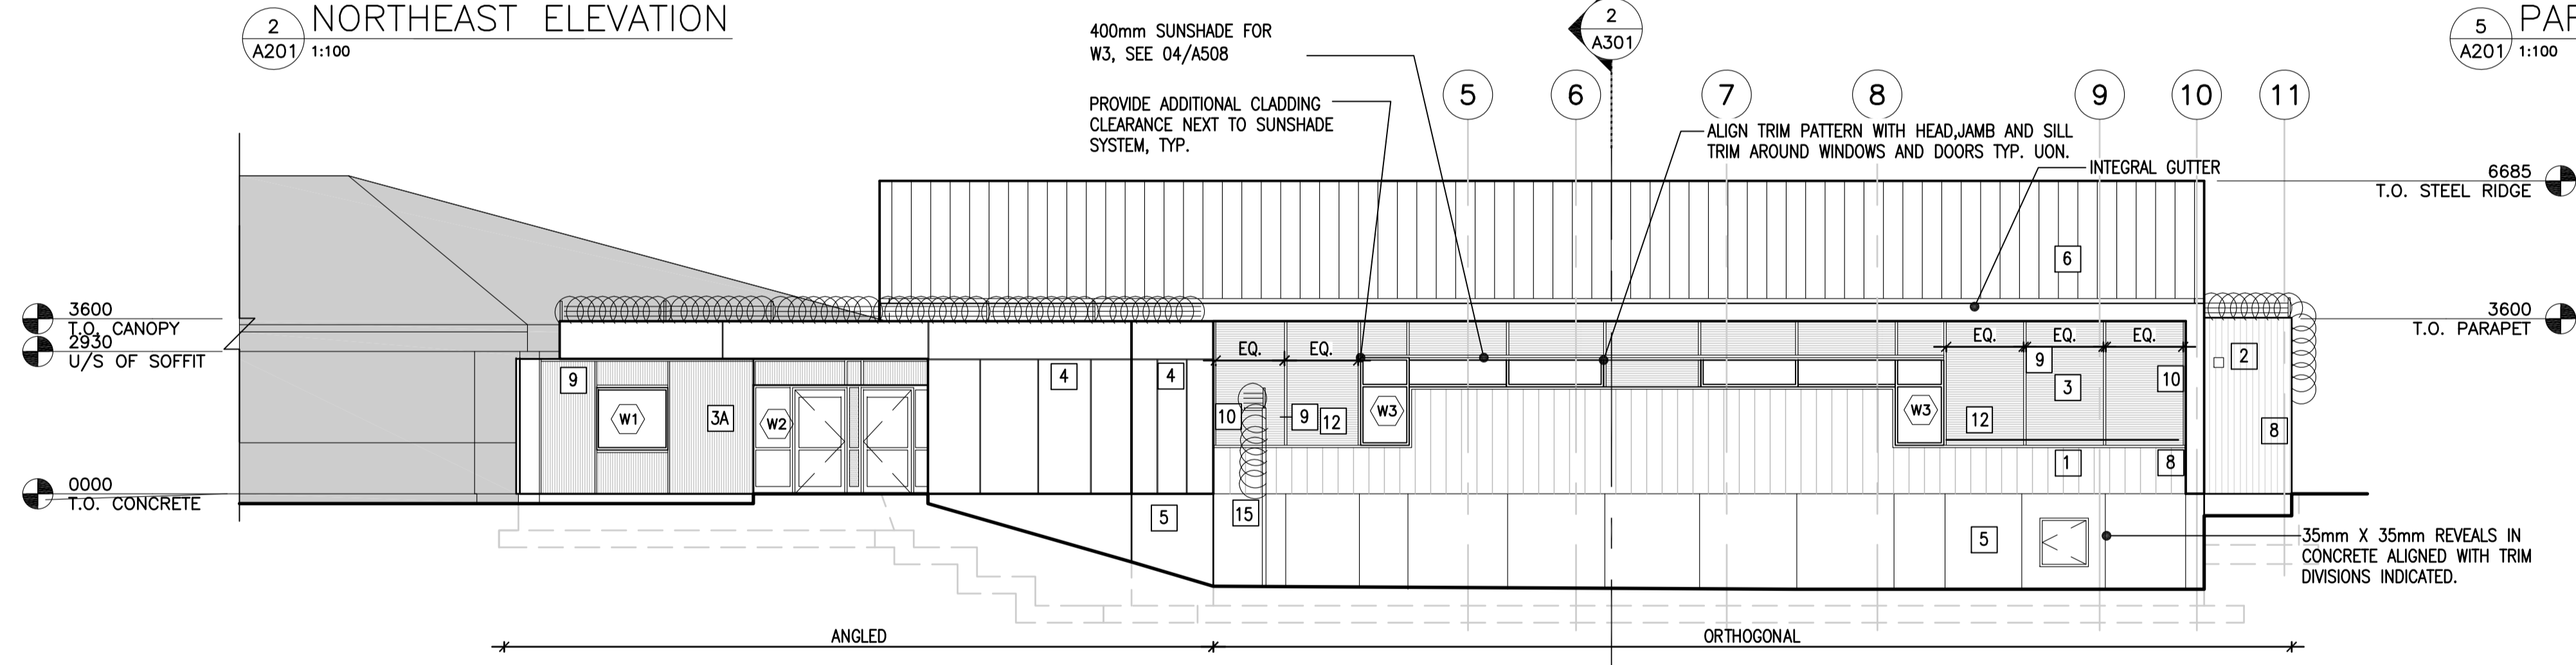 2
A201
NORTHEAST ELEVATION
1:100
400mm SUNSHADE FOR
W3, SEE 04/A508
2
A301
5
A201
PAR
1:100
PROVIDE ADDITIONAL CLADDING
CLEARANCE NEXT TO SUNSHADE
SYSTEM, TYP.
5
6
7
8
9
10
11
ALIGN TRIM PATTERN WITH HEAD,JAMB AND SILL
TRIM AROUND WINDOWS AND DOORS TYP. UON.
INTEGRAL GUTTER
6685
T.O. STEEL RIDGE
6
3600
T.O. CANOPY
2930
U/S OF SOFFIT
3600
T.O. PARAPET
EQ.
EQ.
EQ.
EQ.
EQ.
9
4
4
9
2
10
3
W1
3A
W2
10
9
12
W3
W3
12
8
1
8
0000
T.O. CONCRETE
5
15
5
35mm X 35mm REVEALS IN
CONCRETE ALIGNED WITH TRIM
DIVISIONS INDICATED.
ANGLED
ORTHOGONAL